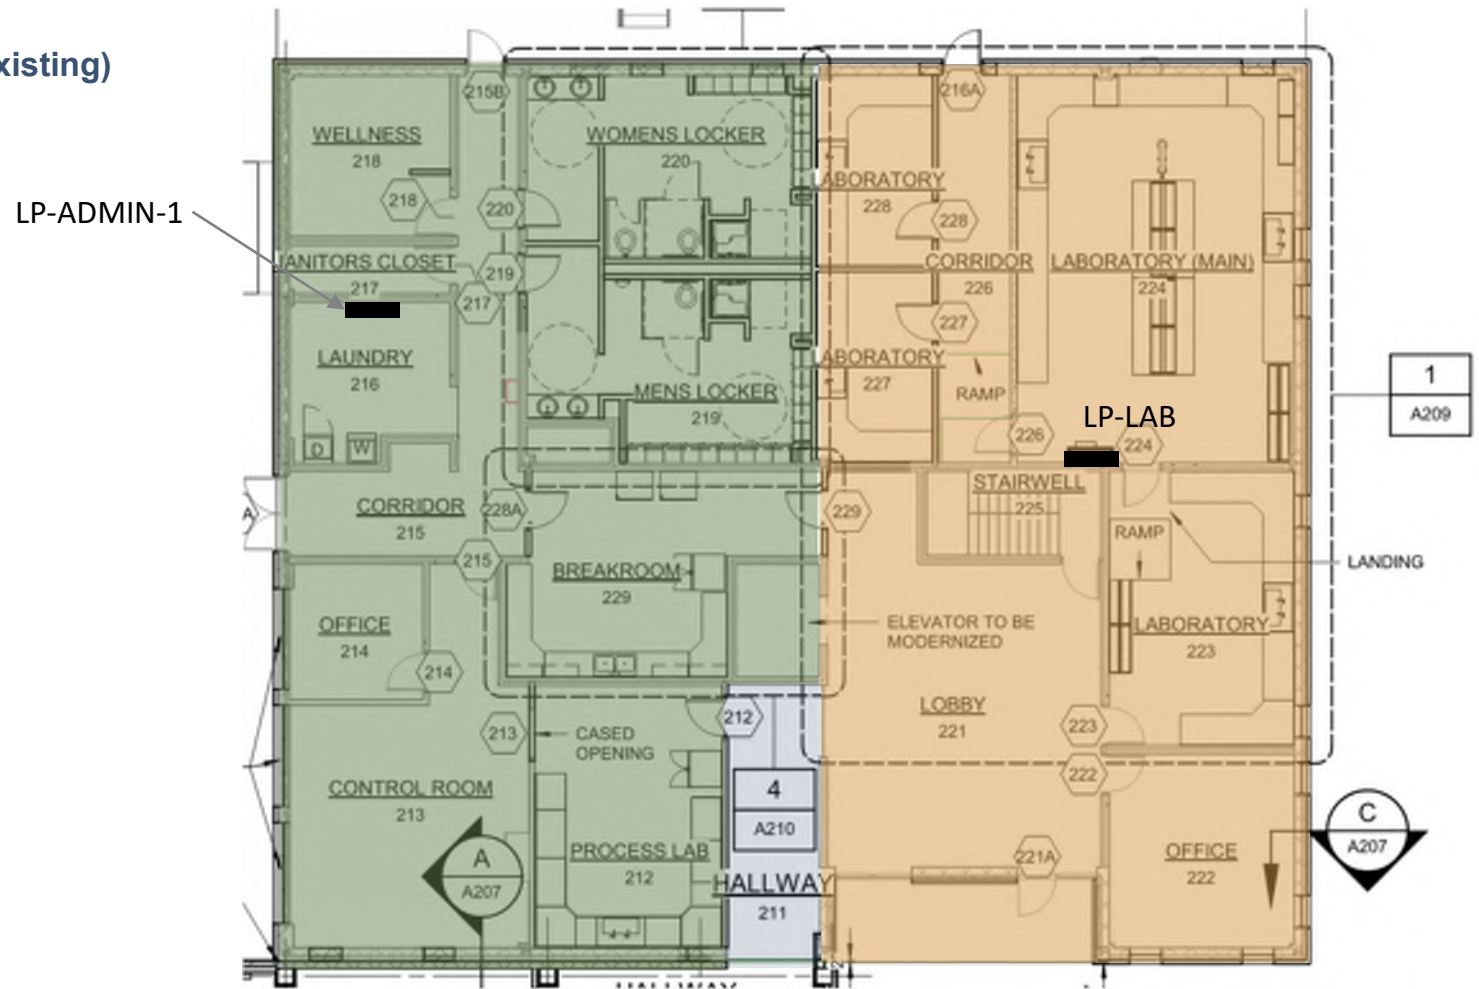 xisting)
215B
216A
WELLNESS
218
WOMENS LOCKER
220
LABORATORY
228
218
220
228
LP-ADMIN-1
JANITORS CLOSET
217
219
217
CORRIDOR
226
LABORATORY (MAIN)
224
227
LAUNDRY
216
LABORATORY
227
RAMP
MENS LOCKER
219
1
A209
LP-LAB
226
224
D
W
STAIRWELL
225
CORRIDOR
215
228A
229
A
RAMP
215
BREAKROOM
229
LANDING
OFFICE
214
ELEVATOR TO BE
MODERNIZED
LABORATORY
223
214
LOBBY
221
212
213
CASED
OPENING
223
222
CONTROL ROOM
213
4
A210
C
A207
A
A207
PROCESS LAB
212
221A
OFFICE
222
HALLWAY
211
HALLWAY